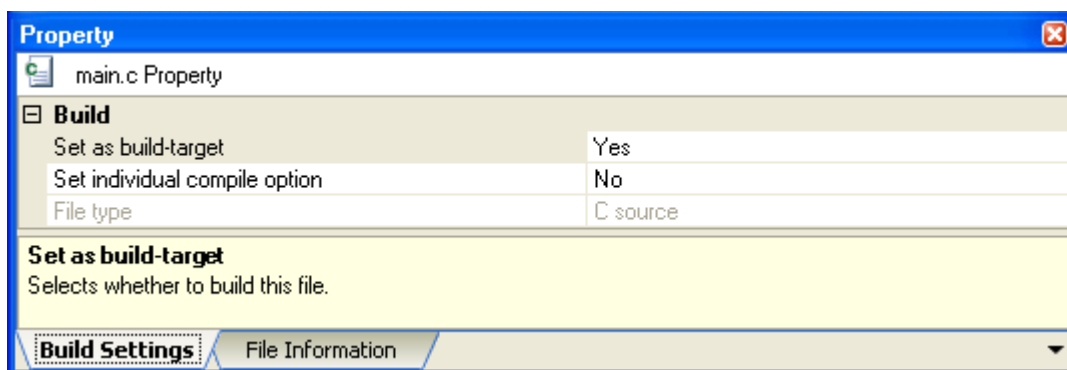 Property
main.c Property
Build
Set as build-target Yes
Set individual compile option No
File type C source
Set as build-target
Selects whether to build this file.
Build Settings File Information